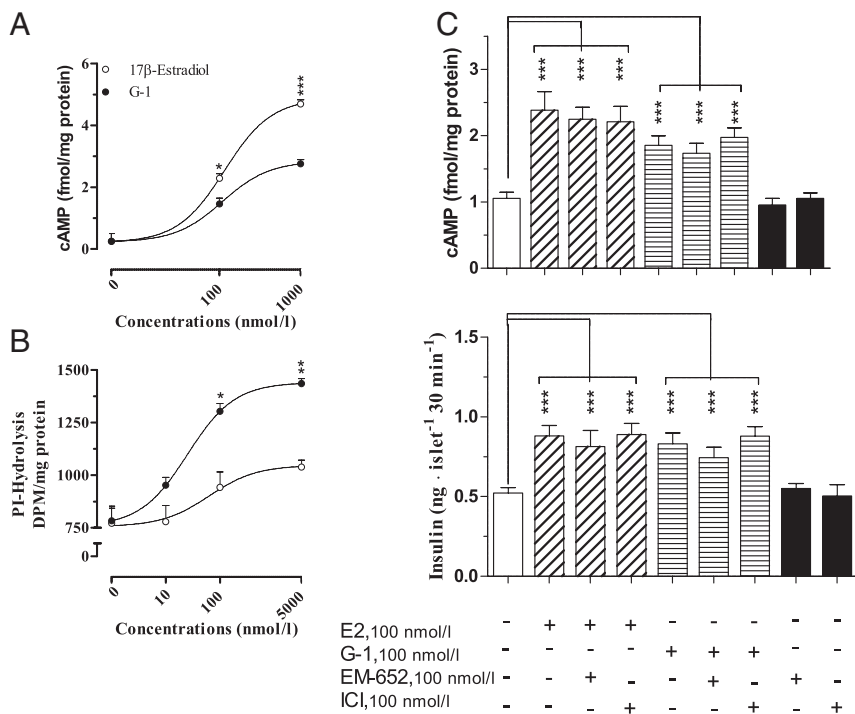 A
cAMP (fmol/mg protein)
6
4
2
0
17β-Estradiol
G-1
*
***
0
100
1000
Concentrations (nmol/l)
B
PI-Hydrolysis
DPM/mg protein
1500
1250
1000
750
0
*
**
0
10
100
5000
Concentrations (nmol/l)
C
cAMP (fmol/mg protein)
3
2
1
0
*** *** *** *** *** ***
Insulin (ng · islet⁻¹ 30 min⁻¹)
1.5
1.0
0.5
0.0
*** *** *** *** *** ***
E2,100 nmol/l - + + + - - - - -
G-1,100 nmol/l - - - - + + + - -
EM-652,100 nmol/l - - + - - + - + -
ICI,100 nmol/l - - - + - - + - +